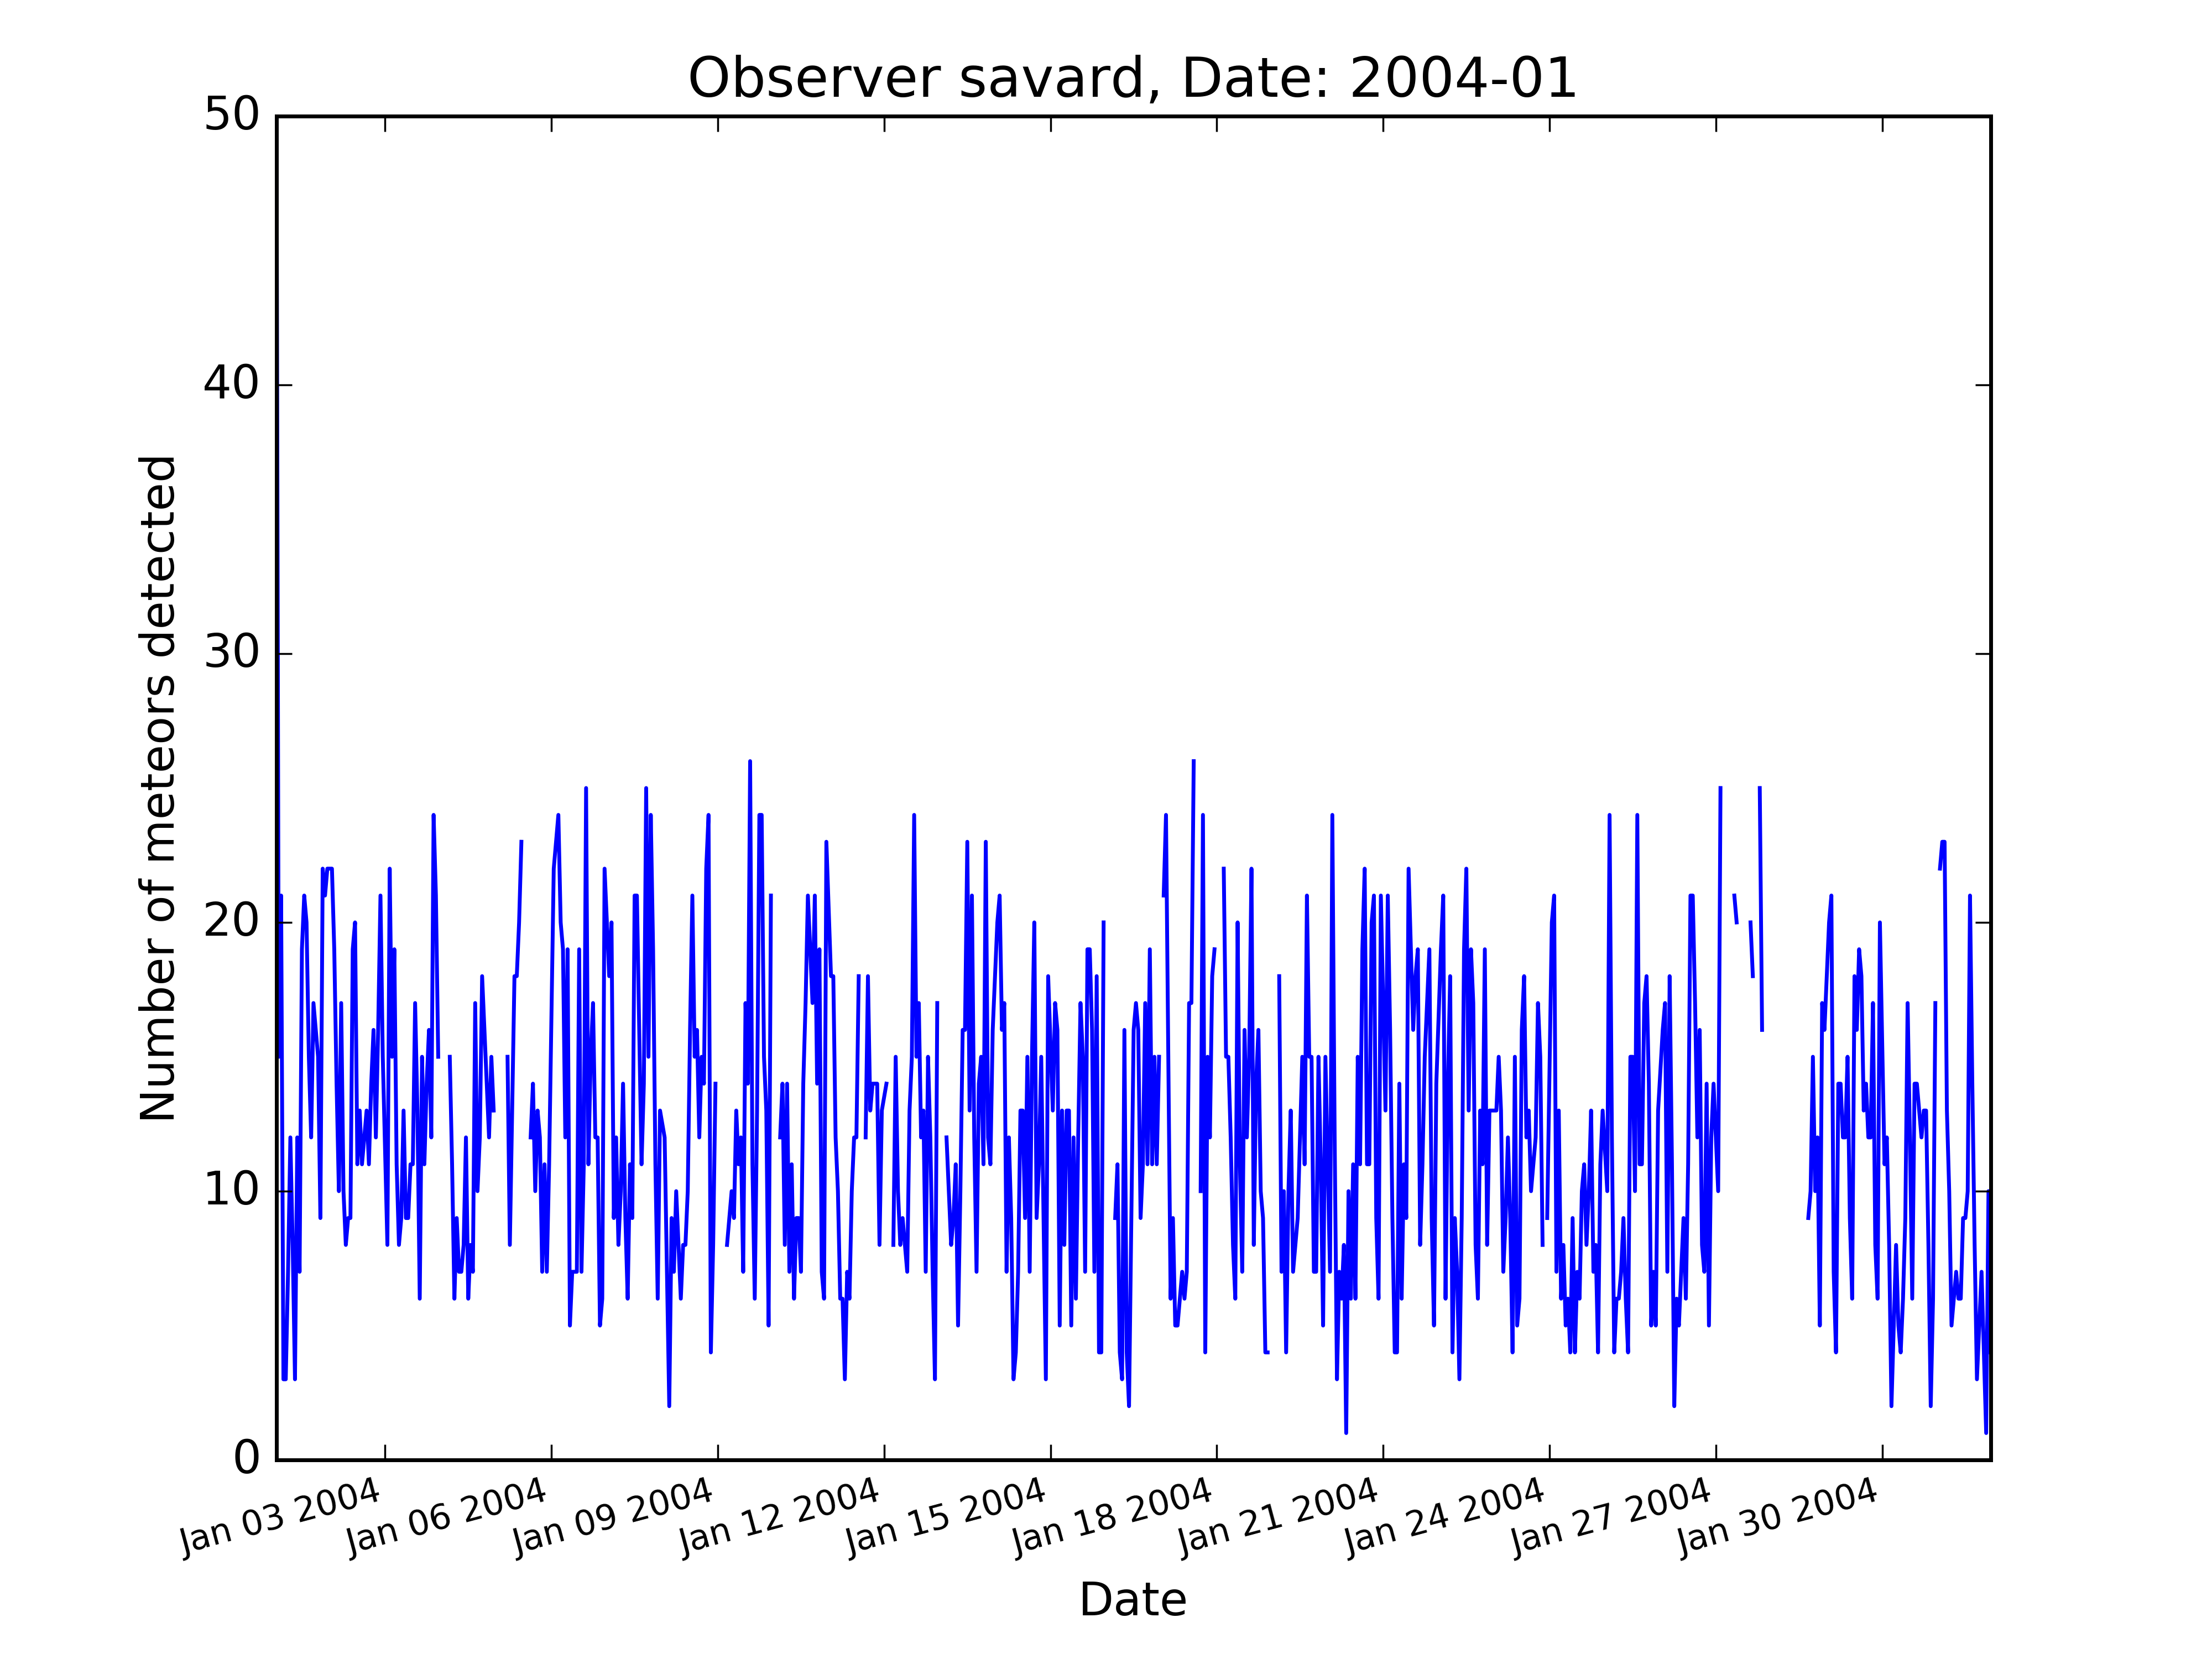 Observer savard, Date: 2004-01
Number of meteors detected
50
40
30
20
10
0
Jan 03 2004
Jan 06 2004
Jan 09 2004
Jan 12 2004
Jan 15 2004
Jan 18 2004
Jan 21 2004
Jan 24 2004
Jan 27 2004
Jan 30 2004
Date